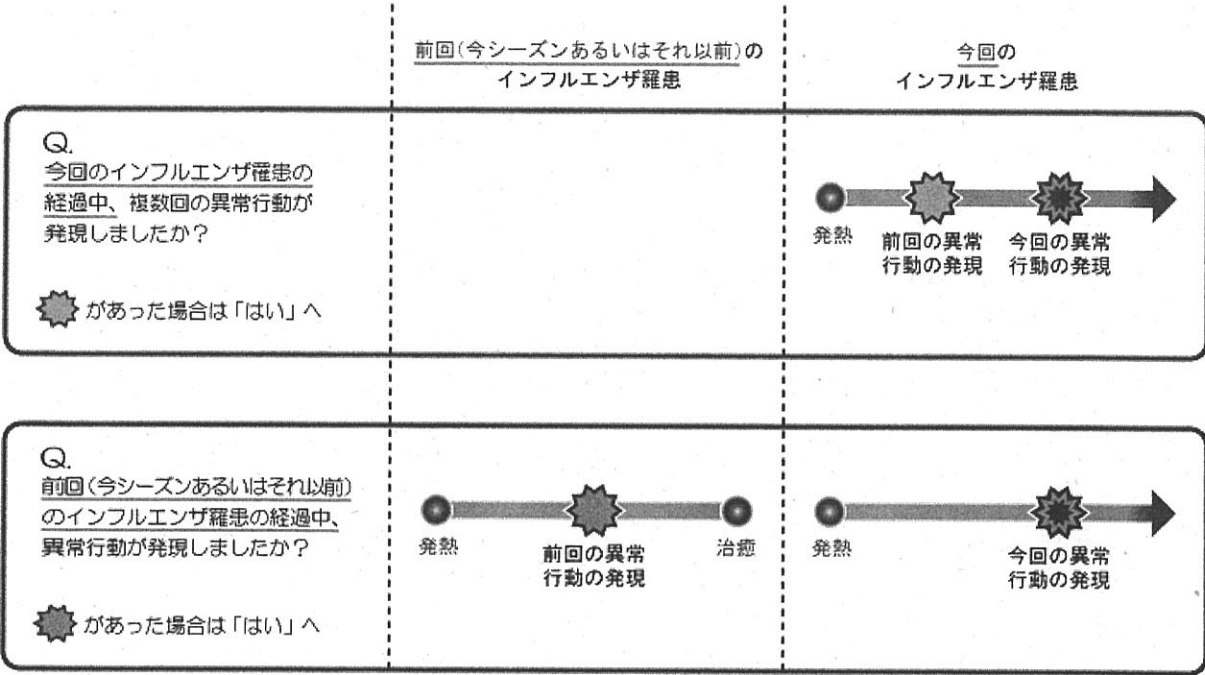 前回(今シーズンあるいはそれ以前)の
インフルエンザ羅患
今回の
インフルエンザ羅患
Q.
今回のインフルエンザ罹患の
経過中、複数回の異常行動が
発現しましたか？
があった場合は「はい」へ
発熱
前回の異常
行動の発現
今回の異常
行動の発現
Q.
前回(今シーズンあるいはそれ以前)
のインフルエンザ羅患の経過中、
異常行動が発現しましたか？
があった場合は「はい」へ
発熱
前回の異常
行動の発現
治癒
発熱
今回の異常
行動の発現